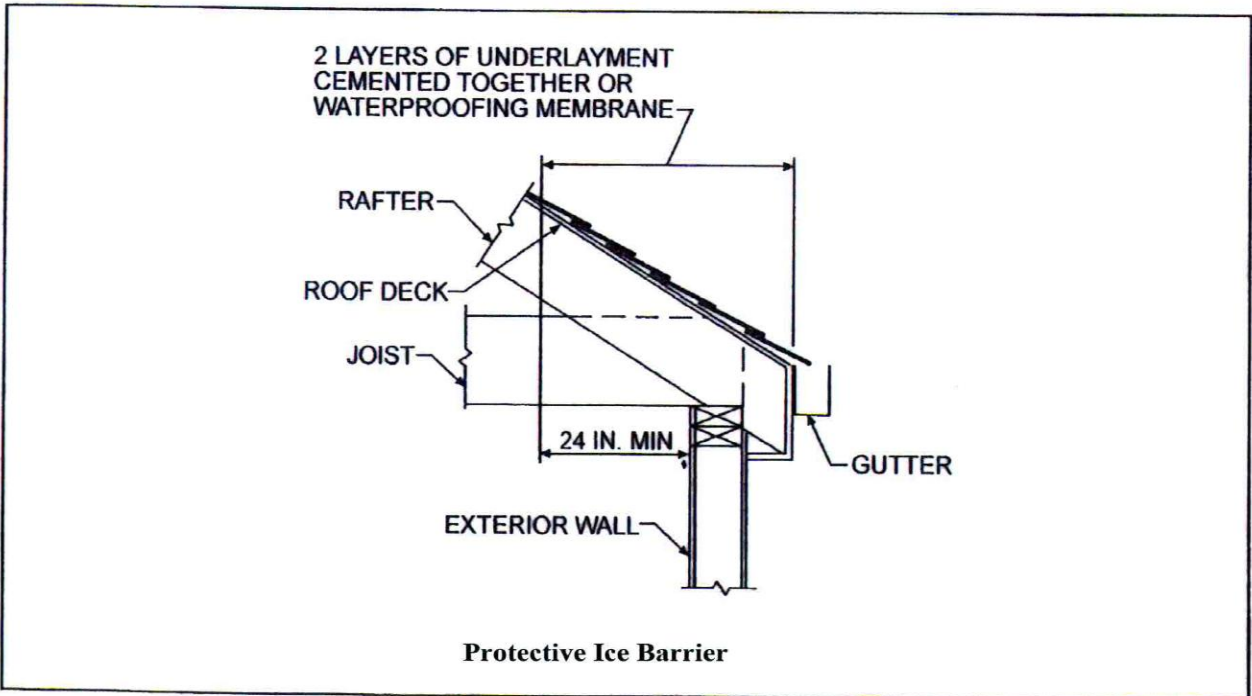 2 LAYERS OF UNDERLAYMENT
CEMENTED TOGETHER OR
WATERPROOFING MEMBRANE
RAFTER
ROOF DECK
JOIST
24 IN. MIN
GUTTER
EXTERIOR WALL
Protective Ice Barrier